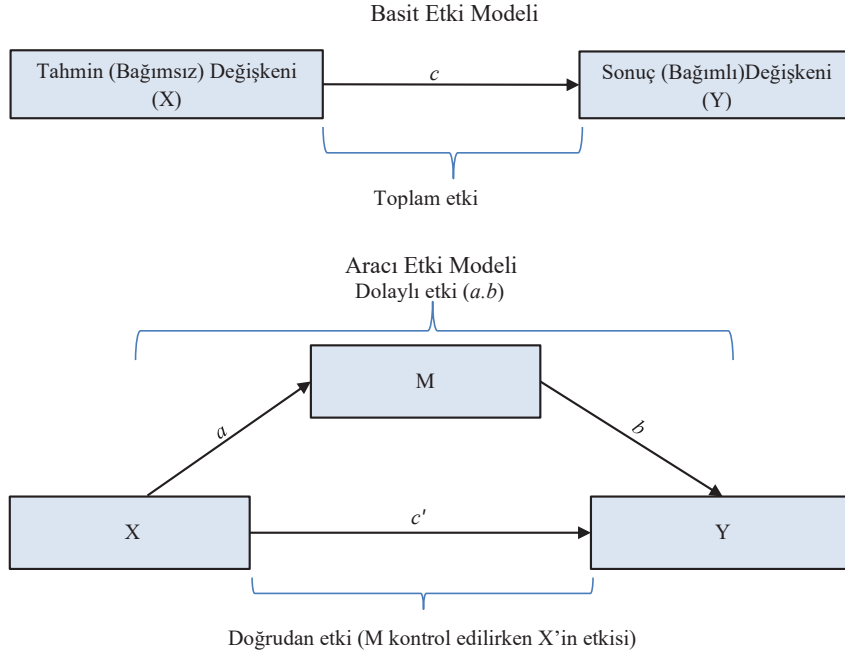 Basit Etki Modeli
Tahmin (Bağımsız) Değişkeni
(X)
c
Sonuç (Bağımlı)Değişkeni
(Y)
Toplam etki
Aracı Etki Modeli
Dolaylı etki (a.b)
M
a
b
X
c'
Y
Doğrudan etki (M kontrol edilirken X’in etkisi)